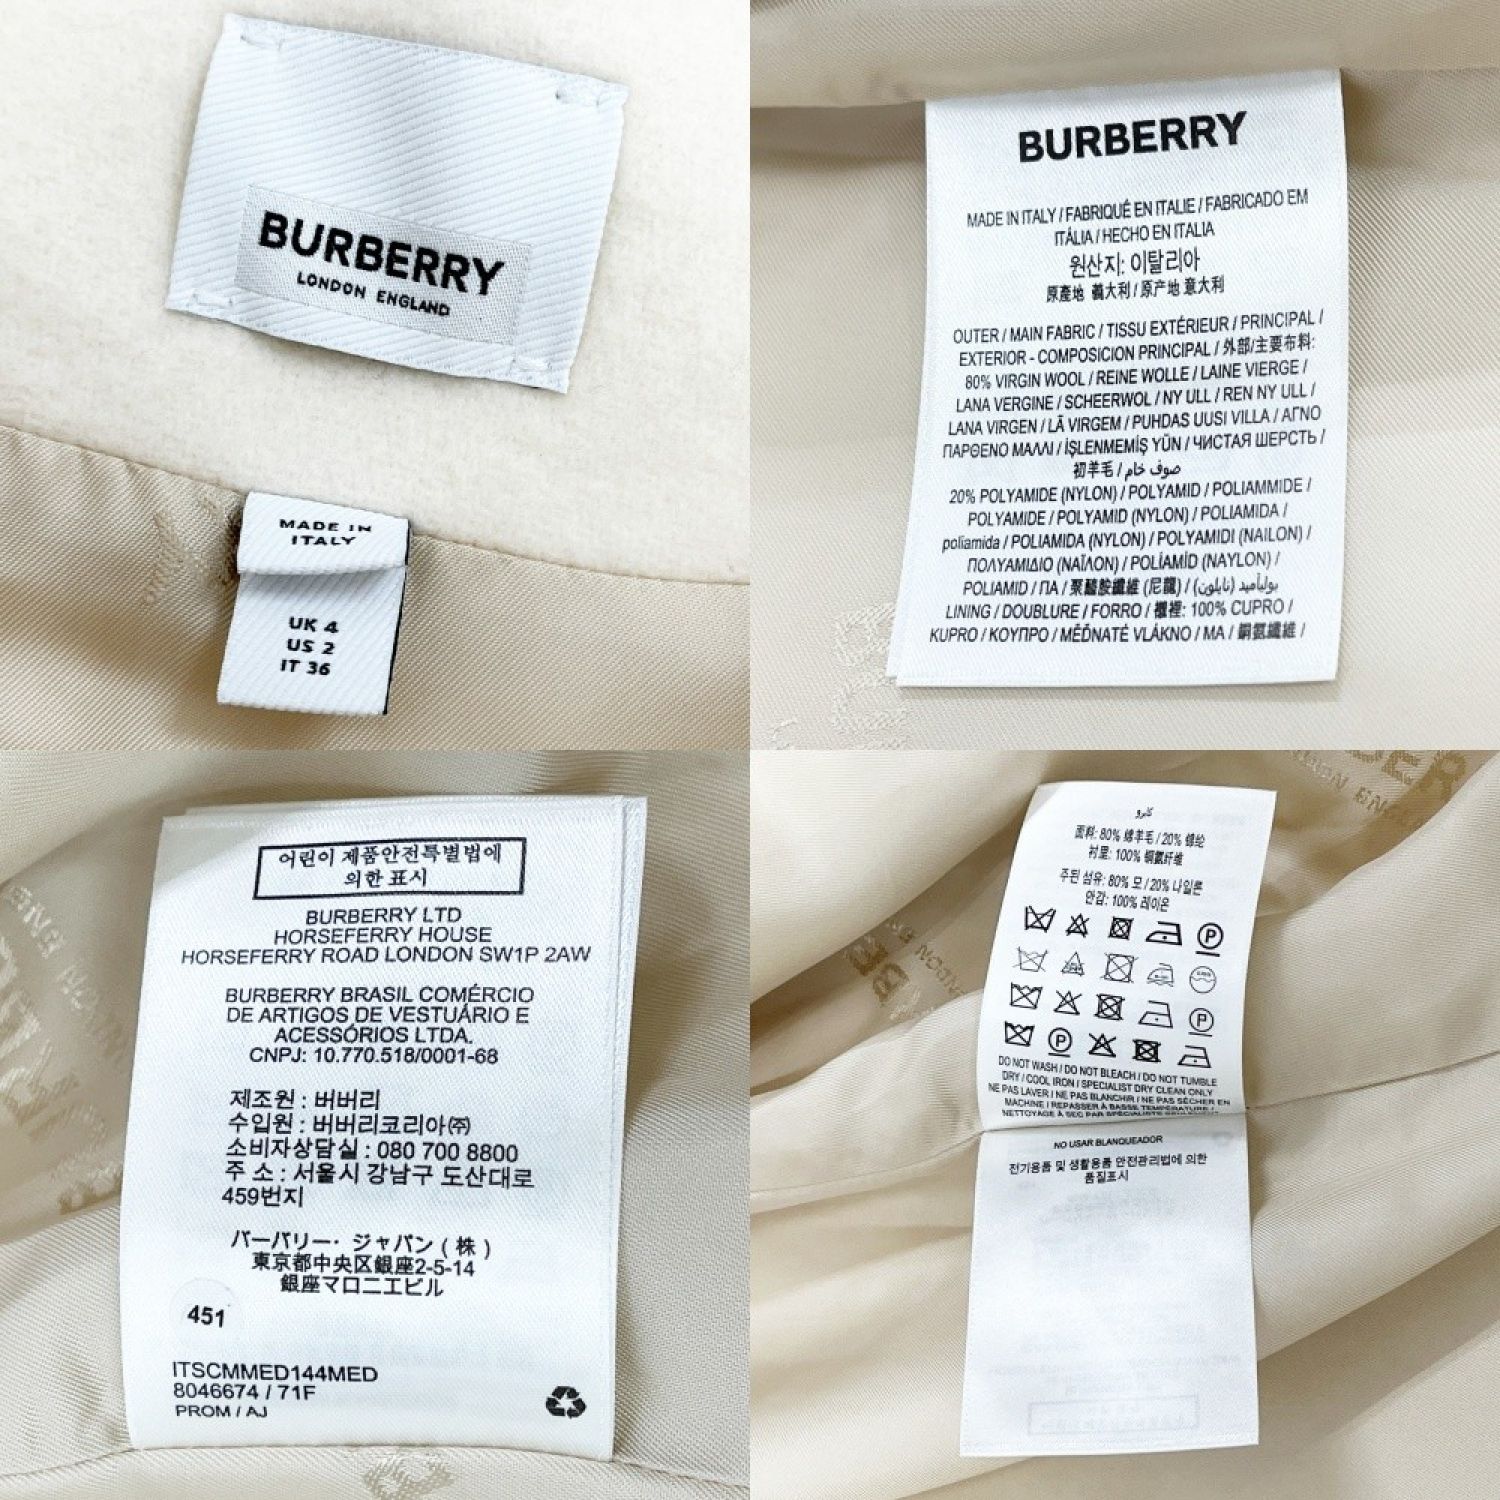 BURBERRY
LONDON ENGLAND
MADE IN
ITALY
UK 4
US 2
IT 36
BURBERRY
MADE IN ITALY / FABRIQUÉ EN ITALIE / FABRICADO EM
ITÁLIA / HECHO EN ITALIA
원산지: 이탈리아
原產地 義大利 / 原产地 意大利
OUTER / MAIN FABRIC / TISSU EXTÉRIEUR / PRINCIPAL /
EXTERIOR - COMPOSICION PRINCIPAL / 外部/主要布料:
80% VIRGIN WOOL / REINE WOLLE / LAINE VIERGE /
LANA VERGINE / SCHEERWOL / NY ULL / REN NY ULL /
LANA VIRGEN / LÃ VIRGEM / PUHDAS UUSI VILLA / ΑΓΝΟ
ΠΑΡΘΕΝΟ ΜΑΛΛΙ / İŞLENMEMİŞ YÜN / ЧИСТАЯ ШЕРСТЬ /
初羊毛 / صوف خام
20% POLYAMIDE (NYLON) / POLYAMID / POLIAMMIDE /
POLYAMIDE / POLYAMID (NYLON) / POLIAMIDA /
poliamida / POLIAMIDA (NYLON) / POLYAMIDI (NAILON) /
ΠΟΛΥΑΜΙΔΙΟ (ΝΑΪΛΟΝ) / POLÍAMÍÐ (NAYLON) /
POLIAMID / ПА / 聚醯胺纖維 (尼龍) / بولياميد (نايلون)
LINING / DOUBLURE / FORRO / 襯裡: 100% CUPRO /
KUPRO / ΚΟΥΠΡΟ / MĚĎNATÉ VLÁKNO / MA / 銅氨纖維 /
어린이 제품안전특별법에
의한 표시
BURBERRY LTD
HORSEFERRY HOUSE
HORSEFERRY ROAD LONDON SW1P 2AW
BURBERRY BRASIL COMÉRCIO
DE ARTIGOS DE VESTUÁRIO E
ACESSÓRIOS LTDA.
CNPJ: 10.770.518/0001-68
제조원 : 버버리
수입원 : 버버리코리아㈜
소비자상담실 : 080 700 8800
주 소 : 서울시 강남구 도산대로
459번지
バーバリー・ジャパン ( 株 )
東京都中央区銀座2-5-14
銀座マロニエビル
451
ITSCMMED144MED
8046674 / 71F
PROM / AJ
كابرو
面料: 80% 绵羊毛 / 20% 锦纶
衬里: 100% 铜氨纤维
주된 섬유: 80% 모 / 20% 나일론
안감: 100% 레이온
DO NOT WASH / DO NOT BLEACH / DO NOT TUMBLE
DRY / COOL IRON / SPECIALIST DRY CLEAN ONLY
NE PAS LAVER / NE PAS BLANCHIR / NE PAS SÉCHER EN
MACHINE / REPASSER À BASSE TEMPÉRATURE /
NETTOYAGE À SEC PAR SPÉCIALISTE SEULEMENT
NO USAR BLANQUEADOR
전기용품 및 생활용품 안전관리법에 의한
품질표시